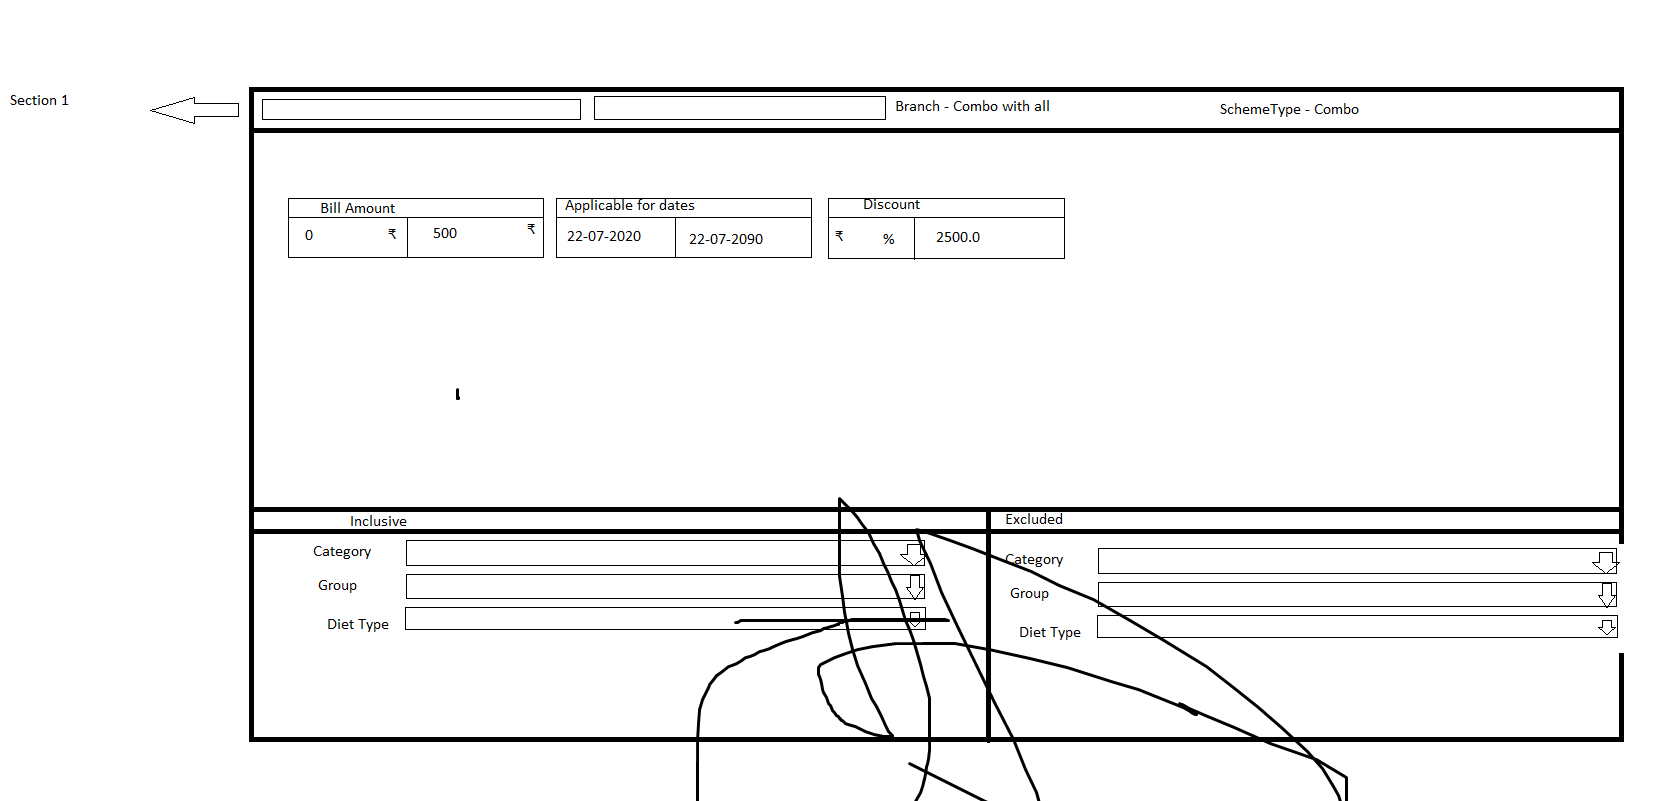 Section 1
Branch - Combo with all
SchemeType - Combo
Bill Amount
0 ₹ 500 ₹
Applicable for dates
22-07-2020 22-07-2090
Discount
₹ % 2500.0
Inclusive
Category
Group
Diet Type
Excluded
Category
Group
Diet Type